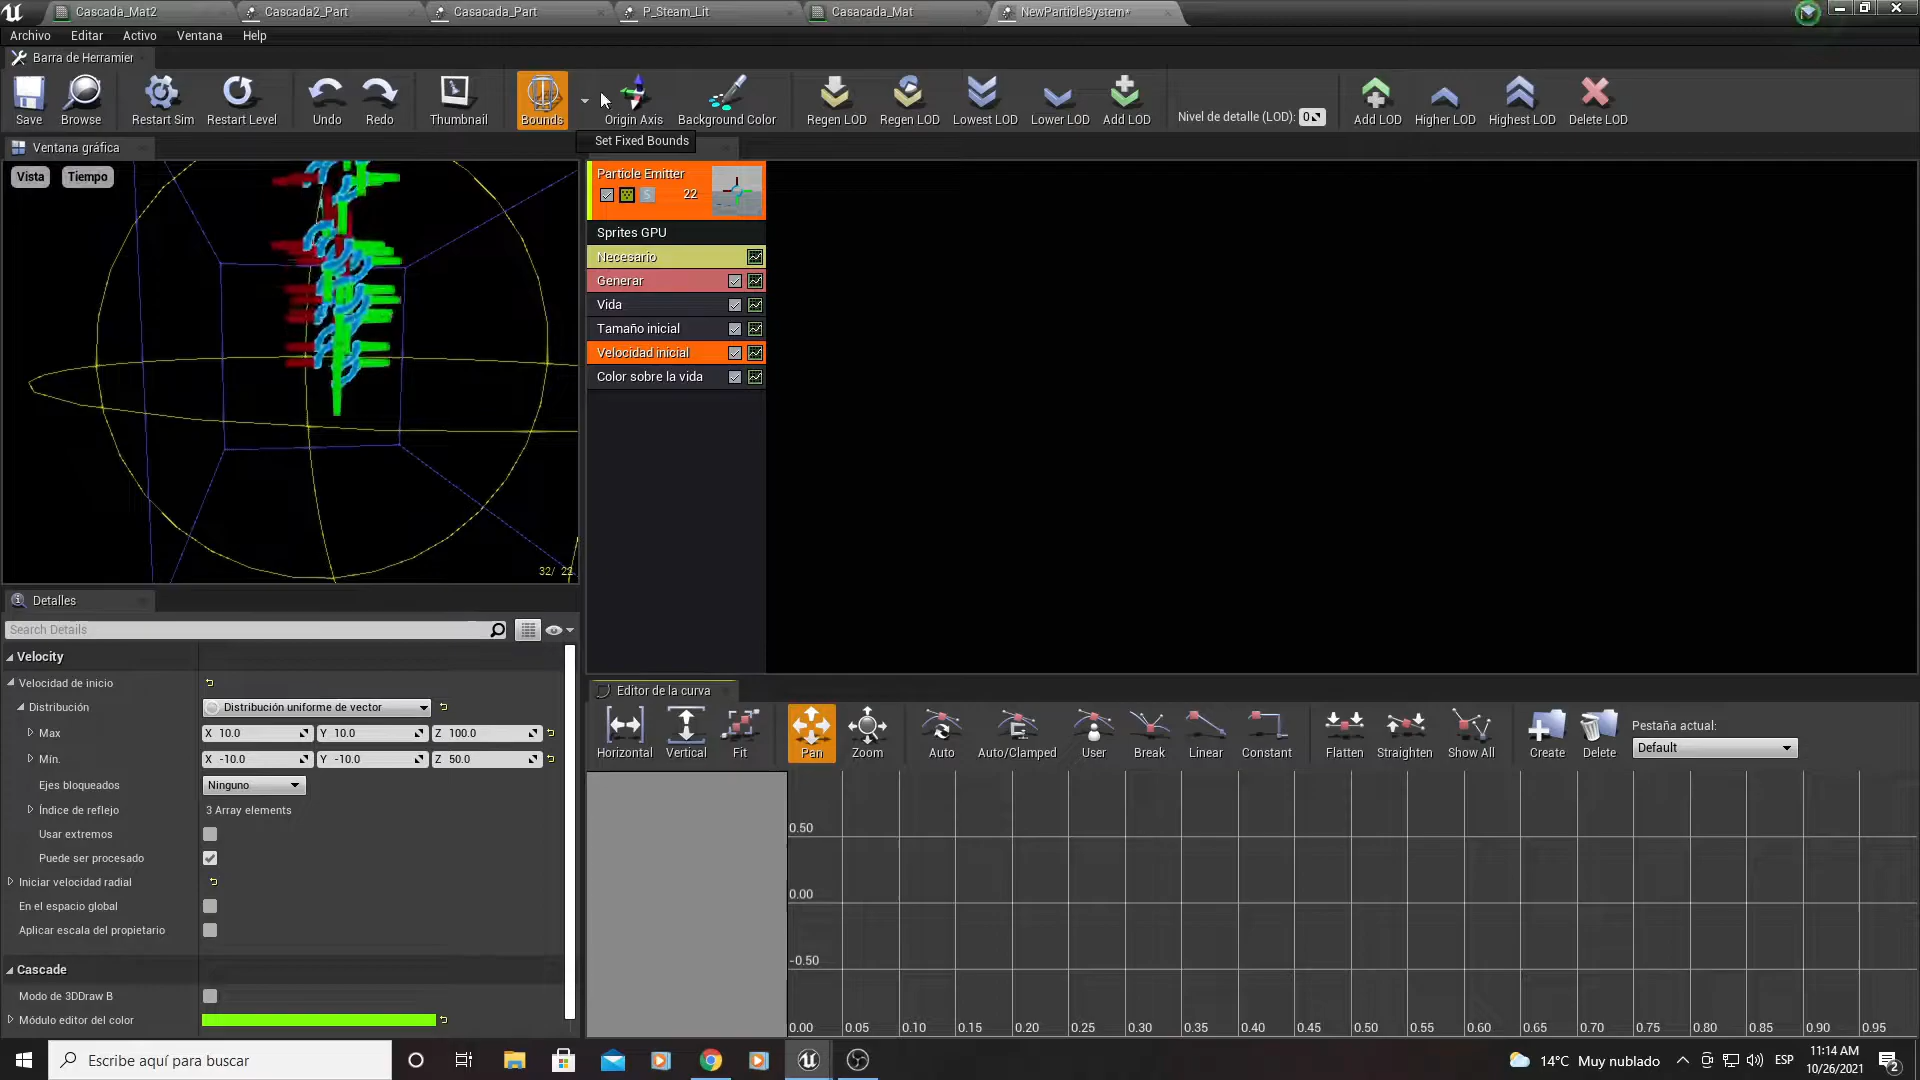 Cascada_Mat2
Cascada2_Part
Casacada_Part
P_Steam_Lit
Casacada_Mat
NewParticleSystem*
Archivo
Editar
Activo
Ventana
Help
Barra de Herramier
Save
Browse
Restart Sim
Restart Level
Undo
Redo
Thumbnail
Bounds
Origin Axis
Background Color
Regen LOD
Regen LOD
Lowest LOD
Lower LOD
Add LOD
Nivel de detalle (LOD): 0
Add LOD
Higher LOD
Highest LOD
Delete LOD
Set Fixed Bounds
Ventana gráfica
Vista
Tiempo
32/ 22
Particle Emitter
S
22
Sprites GPU
Necesario
Generar
Vida
Tamaño inicial
Velocidad inicial
Color sobre la vida
Detalles
Search Details
Velocity
Velocidad de inicio
Distribución
Distribución uniforme de vector
Max
X 10.0
Y 10.0
Z 100.0
Mín.
X -10.0
Y -10.0
Z 50.0
Ejes bloqueados
Ninguno
Índice de reflejo
3 Array elements
Usar extremos
Puede ser procesado
Iniciar velocidad radial
En el espacio global
Aplicar escala del propietario
Cascade
Modo de 3DDraw B
Módulo editor del color
Editor de la curva
Horizontal
Vertical
Fit
Pan
Zoom
Auto
Auto/Clamped
User
Break
Linear
Constant
Flatten
Straighten
Show All
Create
Delete
Pestaña actual:
Default
0.50
0.00
-0.50
0.00 0.05 0.10 0.15 0.20 0.25 0.30 0.35 0.40 0.45 0.50 0.55 0.60 0.65 0.70 0.75 0.80 0.85 0.90 0.95
Escribe aquí para buscar
14°C Muy nublado
ESP
11:14 AM
10/26/2021
2